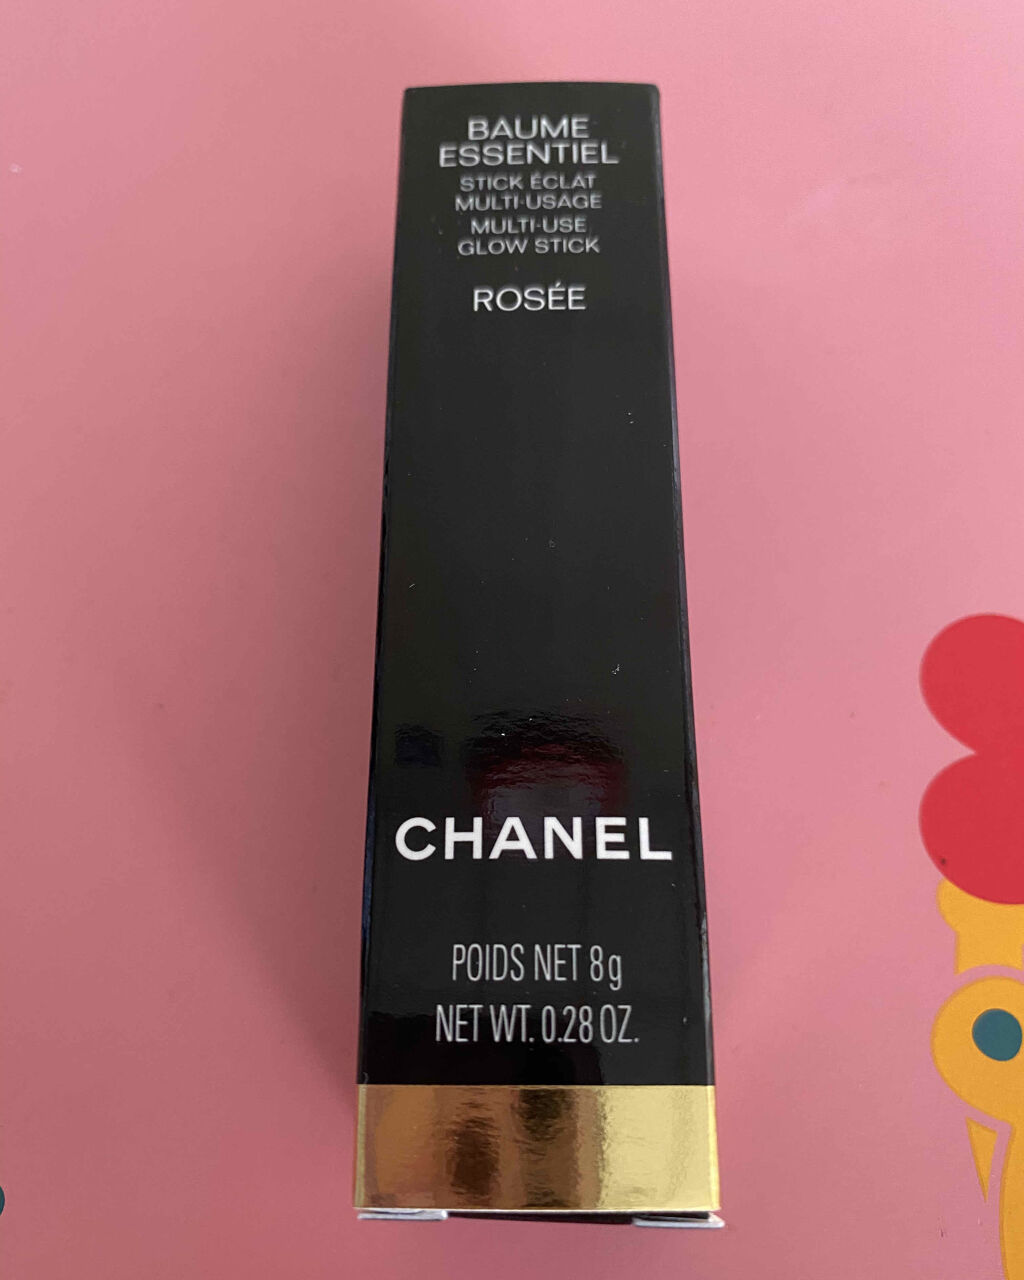 BAUME
ESSENTIEL
STICK ÉCLAT
MULTI-USAGE
MULTI-USE
GLOW STICK
ROSÉE
CHANEL
POIDS NET 8g
NET WT. 0.28 OZ.